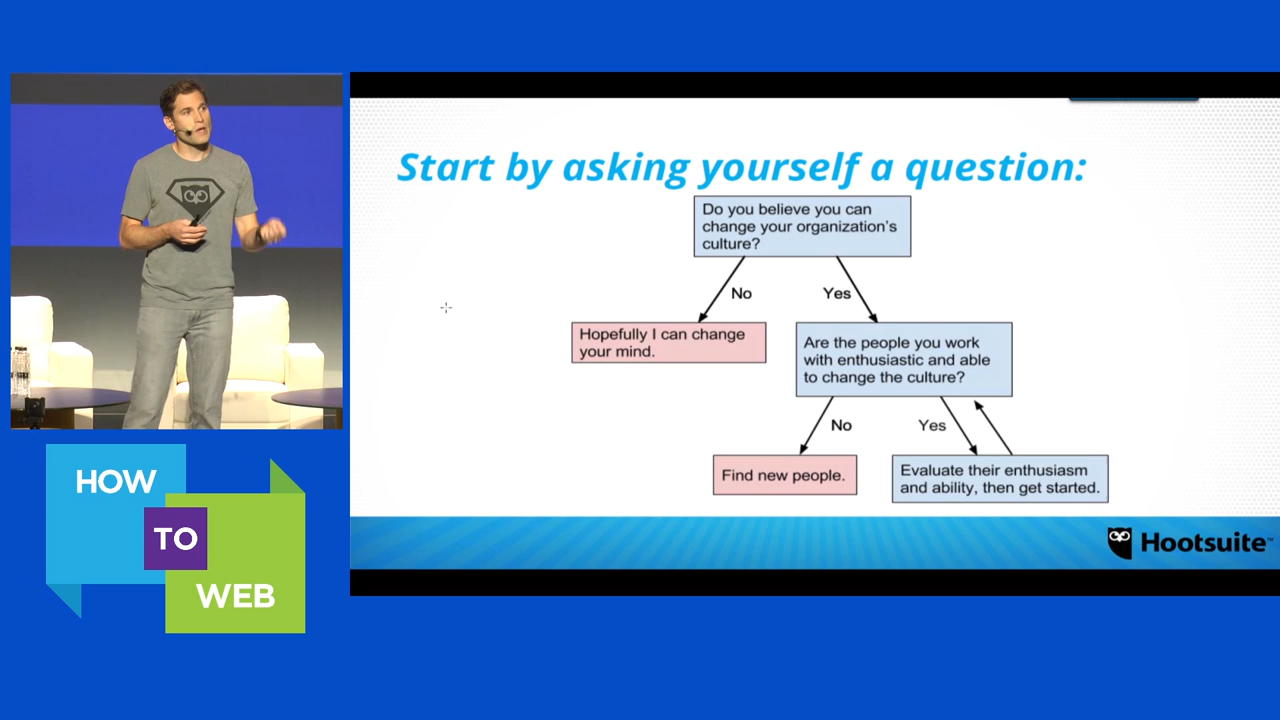 Start by asking yourself a question:
Do you believe you can
change your organization's
culture?
No
Yes
Hopefully I can change
your mind.
Are the people you work
with enthusiastic and able
to change the culture?
No
Yes
Find new people.
Evaluate their enthusiasm
and ability, then get started.
Hootsuite™
HOW
TO
WEB